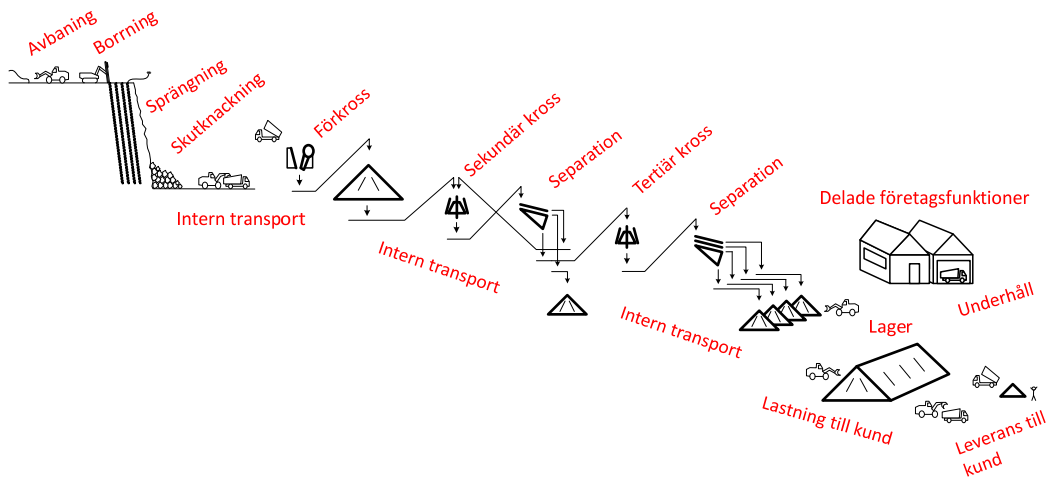 Avbaning
Borrning
Sprängning
Skutknackning
Förkross
Intern transport
Sekundär kross
Separation
Intern transport
Tertiär kross
Separation
Intern transport
Delade företagsfunktioner
Underhåll
Lager
Lastning till kund
Leverans till
kund